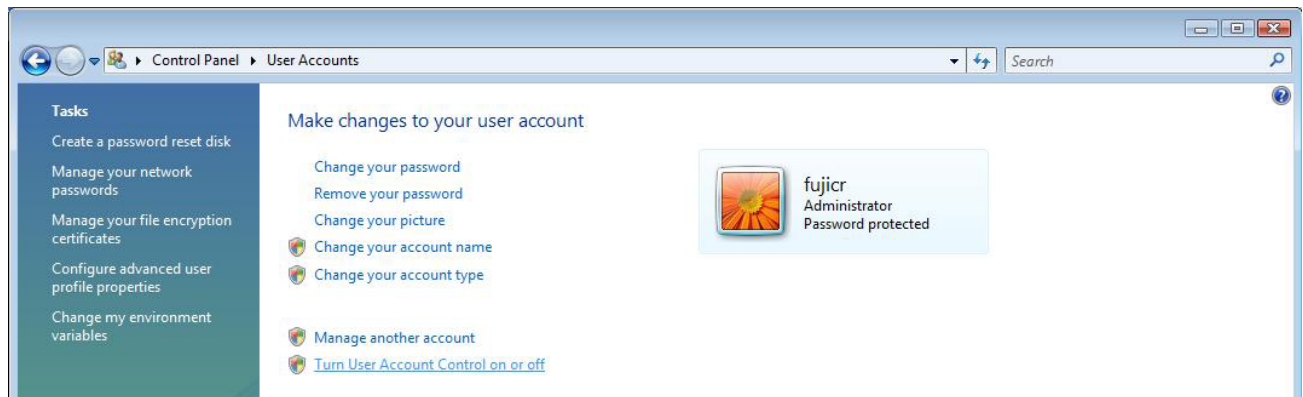 Control Panel
User Accounts
Search
Tasks
Create a password reset disk
Manage your network
passwords
Manage your file encryption
certificates
Configure advanced user
profile properties
Change my environment
variables
Make changes to your user account
Change your password
Remove your password
Change your picture
Change your account name
Change your account type
Manage another account
Turn User Account Control on or off
fujicr
Administrator
Password protected